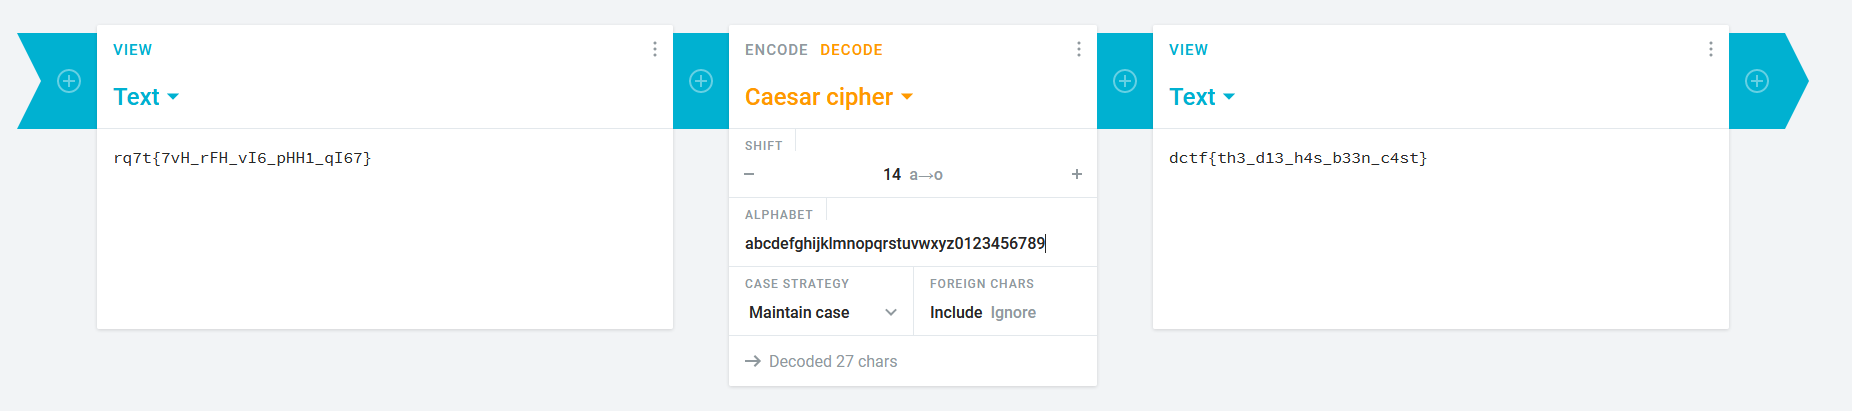 VIEW
Text
rq7t{7vH_rFH_vI6_pHH1_qI67}
ENCODE DECODE
Caesar cipher
SHIFT
− 14 a→o +
ALPHABET
abcdefghijklmnopqrstuvwxyz0123456789
CASE STRATEGY
Maintain case
FOREIGN CHARS
Include Ignore
→ Decoded 27 chars
VIEW
Text
dctf{th3_d13_h4s_b33n_c4st}